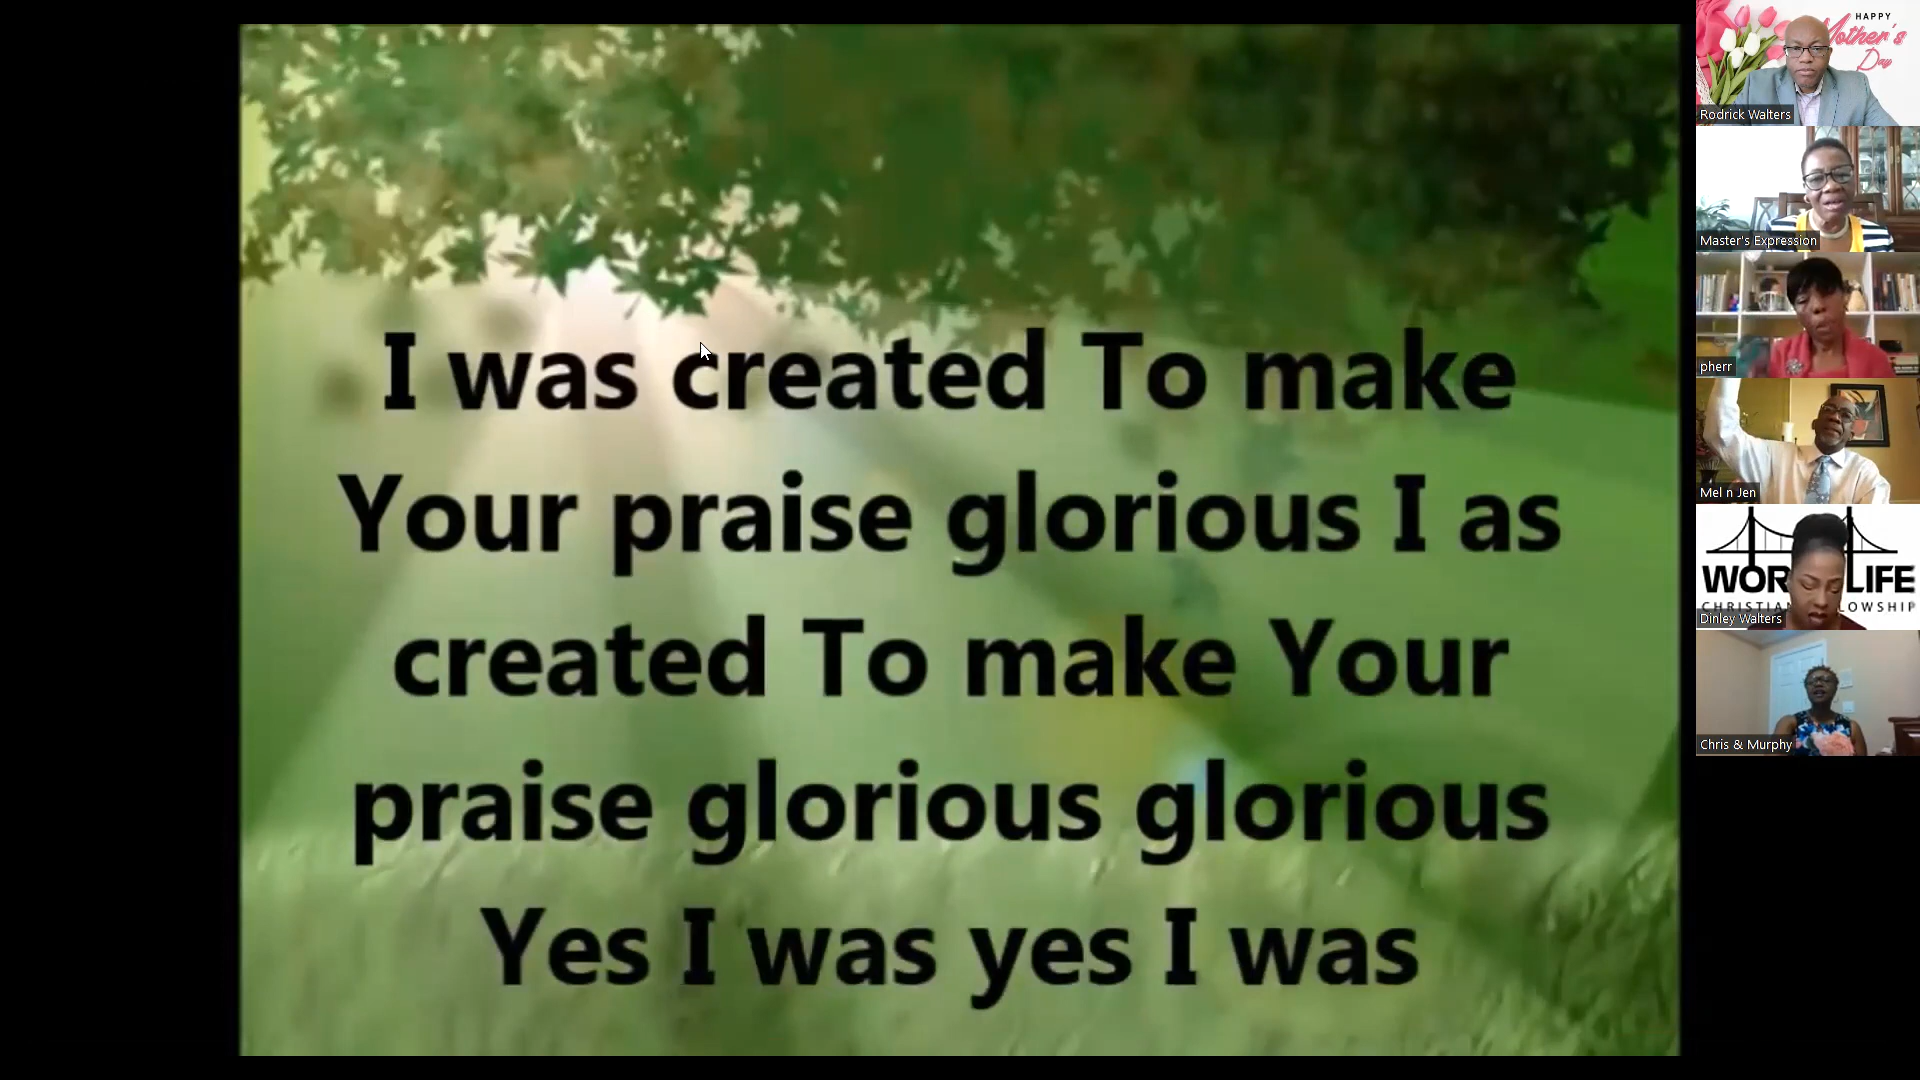 I was created To make
Your praise glorious I as
created To make Your
praise glorious glorious
Yes I was yes I was
HAPPY
Mother's
Day
Rodrick Walters
Master's Expression
pherr
Mel n Jen
WOR LIFE
CHRISTIAN LOWSHIP
Dinley Walters
Chris & Murphy